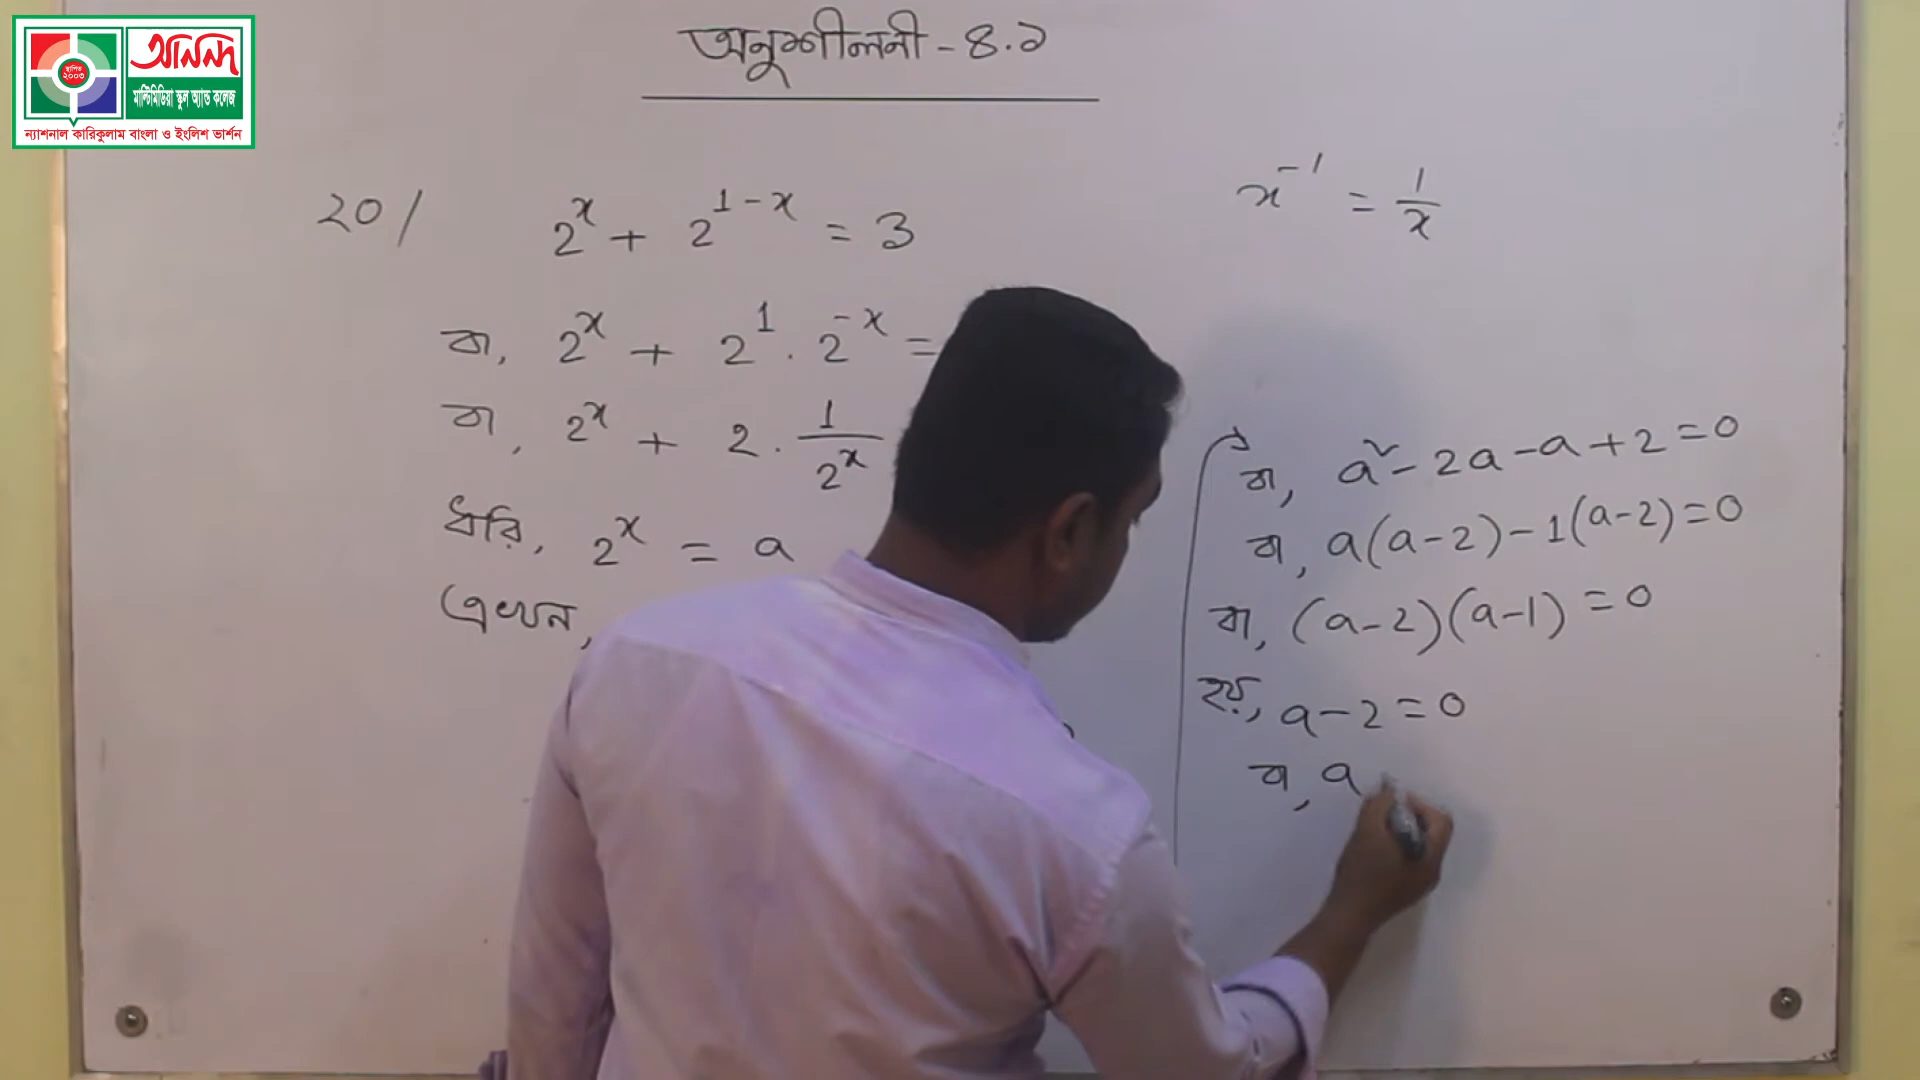 স্থাপিত
২০০৩
আনন্দ
মাল্টিমিডিয়া স্কুল অ্যান্ড কলেজ
ন্যাশনাল কারিকুলাম বাংলা ও ইংলিশ ভার্শন
অনুশীলনী - ৪.১
২০/ 2^x + 2^{1-x} = 3
বা, 2^x + 2^1 . 2^{-x} =
বা, 2^x + 2 . 1/2^x
ধরি, 2^x = a
এখন,
x^{-1} = 1/x
বা, a² - 2a - a + 2 = 0
বা, a(a-2) - 1(a-2) = 0
বা, (a-2)(a-1) = 0
হয়, a - 2 = 0
বা, a